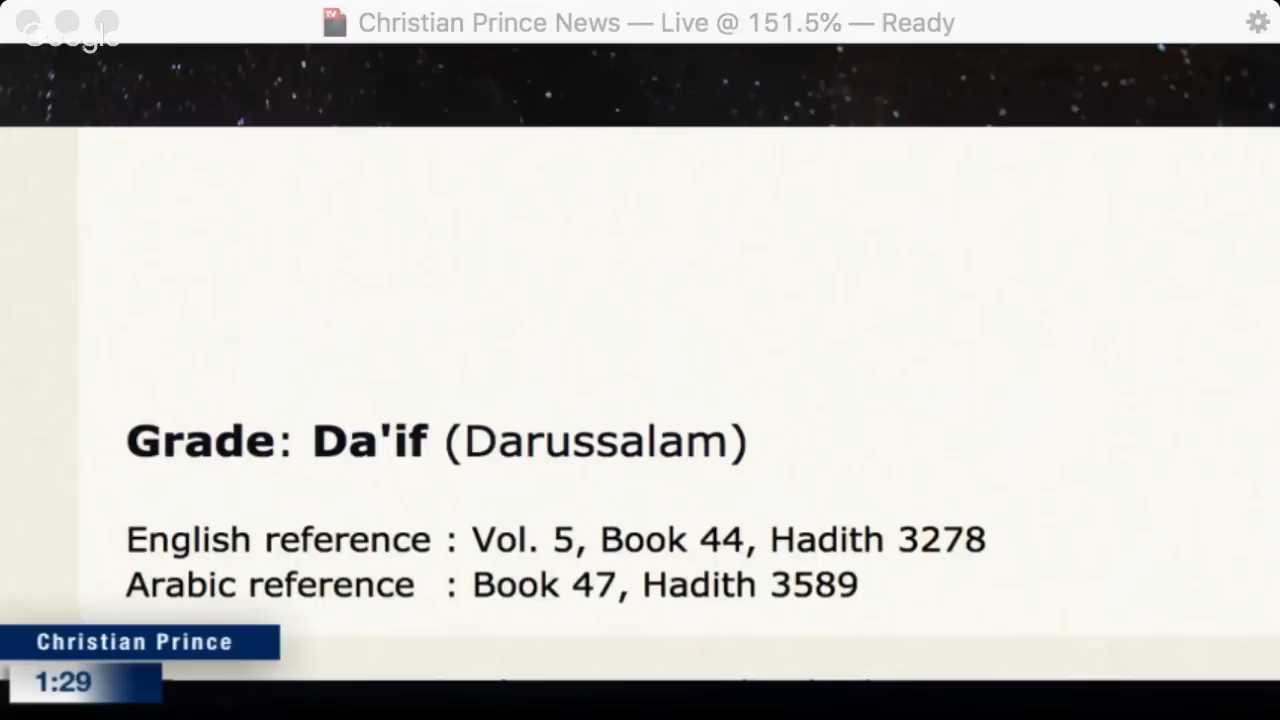 Christian Prince News — Live @ 151.5% — Ready
Google
Grade: Da'if (Darussalam)
English reference : Vol. 5, Book 44, Hadith 3278
Arabic reference : Book 47, Hadith 3589
Christian Prince
1:29